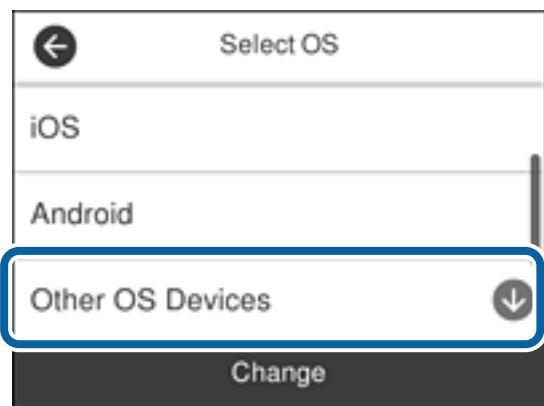 Select OS
iOS
Android
Other OS Devices
Change